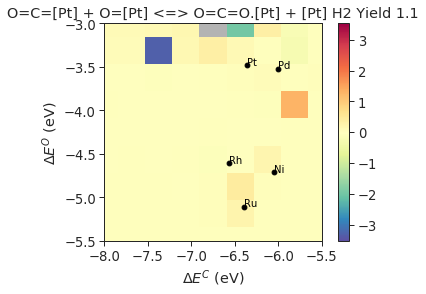 O=C=[Pt] + O=[Pt] <=> O=C=O.[Pt] + [Pt] H2 Yield 1.1
−3.0
−3.5
−4.0
−4.5
−5.0
−5.5
ΔE^O (eV)
Pt
Pd
Rh
Ni
Ru
−8.0 −7.5 −7.0 −6.5 −6.0 −5.5
ΔE^C (eV)
3
2
1
0
−1
−2
−3